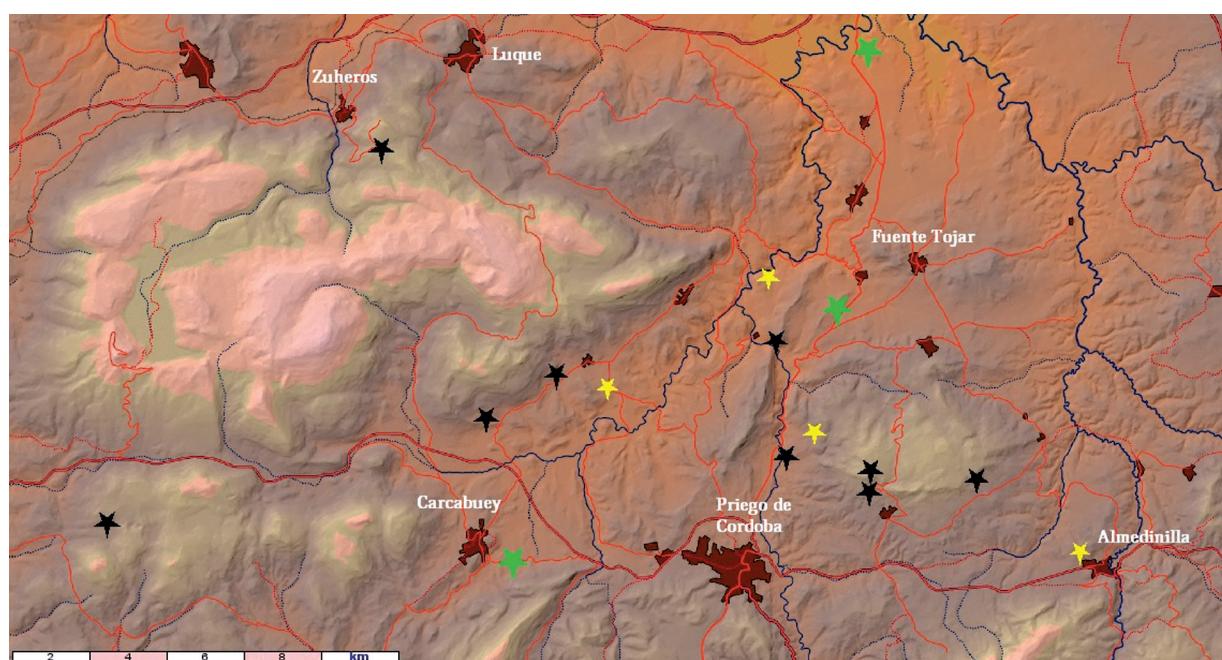 Luque
Zuheros
Fuente Tojar
Carcabuey
Priego de
Cordoba
Almedinilla
2 4 6 8 km